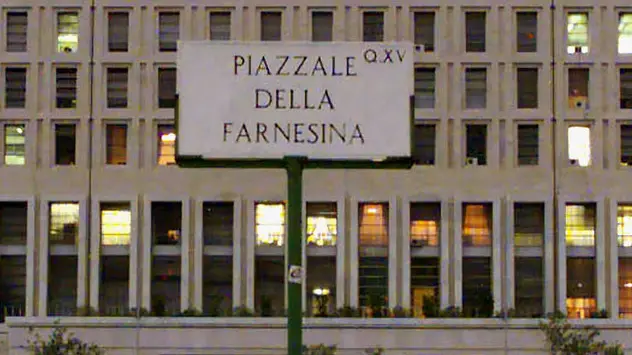 PIAZZALE Q.XV
DELLA
FARNESINA